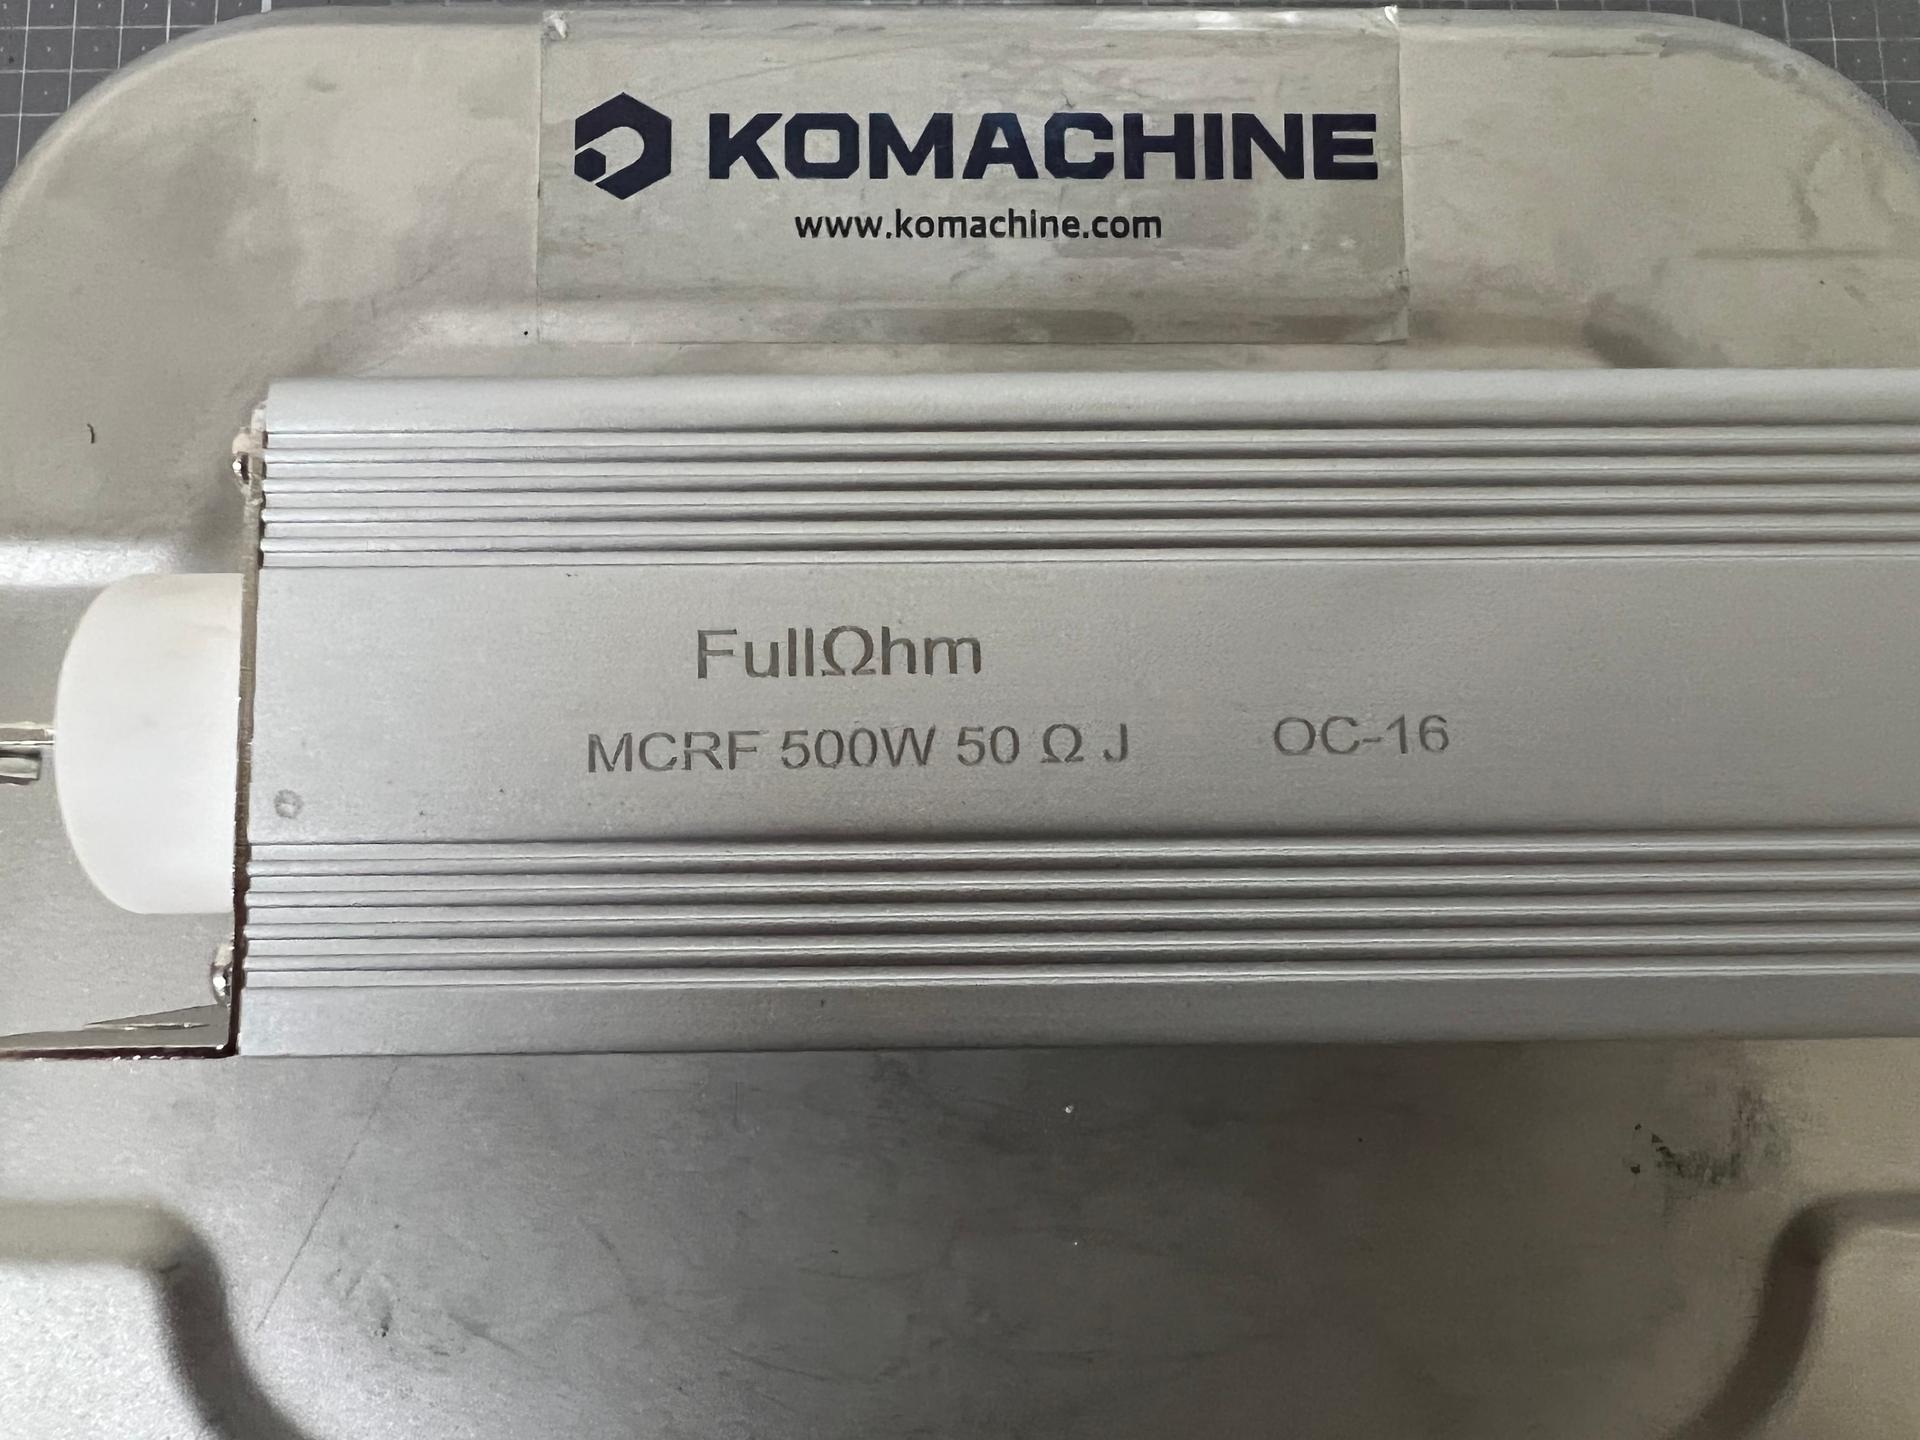 KOMACHINE
www.komachine.com
FullΩhm
MCRF 500W 50 Ω J OC-16